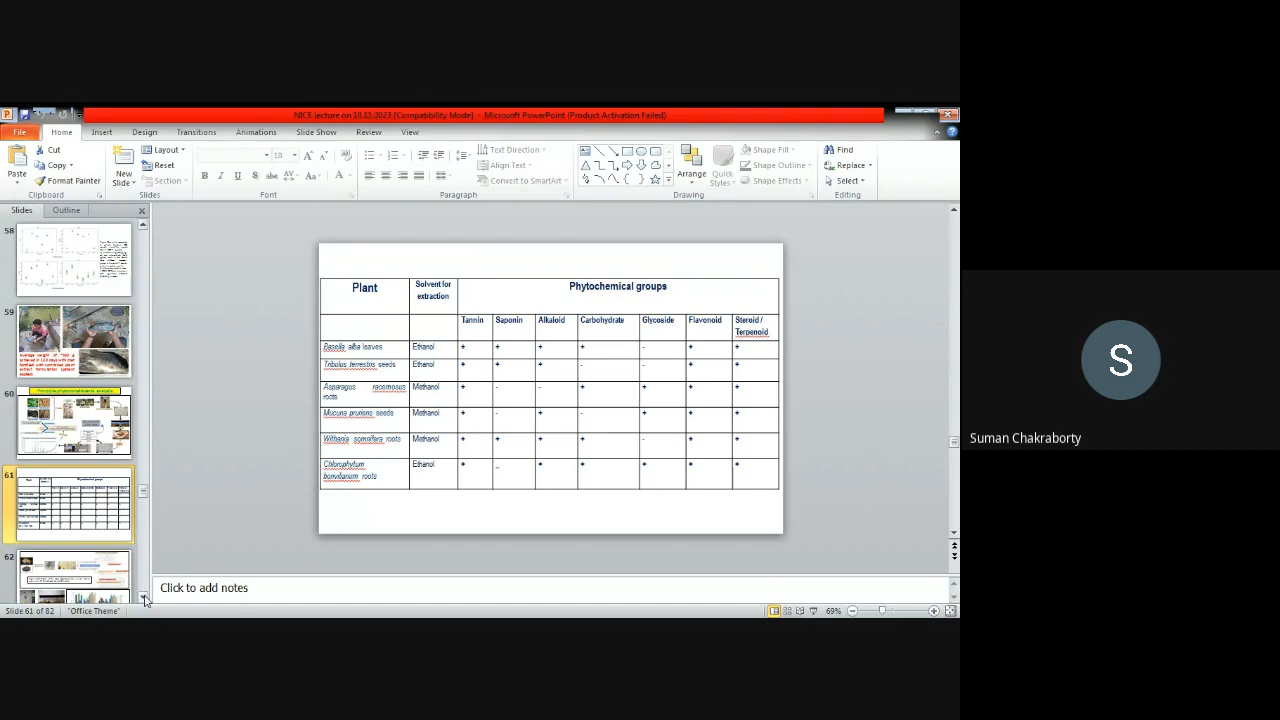 NICE lecture on 18.11.2023 [Compatibility Mode] - Microsoft PowerPoint (Product Activation Failed)
File Home Insert Design Transitions Animations Slide Show Review View
Paste
Cut
Copy
Format Painter
Clipboard
New Slide
Layout
Reset
Section
Slides
18
Font
Text Direction
Align Text
Convert to SmartArt
Paragraph
Arrange
Quick Styles
Shape Fill
Shape Outline
Shape Effects
Drawing
Find
Replace
Select
Editing
Slides Outline
58
59
60
61
62
Plant Solvent for extraction Phytochemical groups
Tannin Saponin Alkaloid Carbohydrate Glycoside Flavonoid Steroid / Terpenoid
Basella alba leaves Ethanol + + + + - + +
Tribulus terrestris seeds Ethanol + + + - - + +
Asparagus racemosus roots Methanol + - - + + + +
Mucuna pruriens seeds Methanol + - + - + + +
Withania somnifera roots Methanol + + + + - + +
Chlorophytum borivilianum roots Ethanol + - + + + + +
Click to add notes
Slide 61 of 82 "Office Theme" 69%
S
Suman Chakraborty